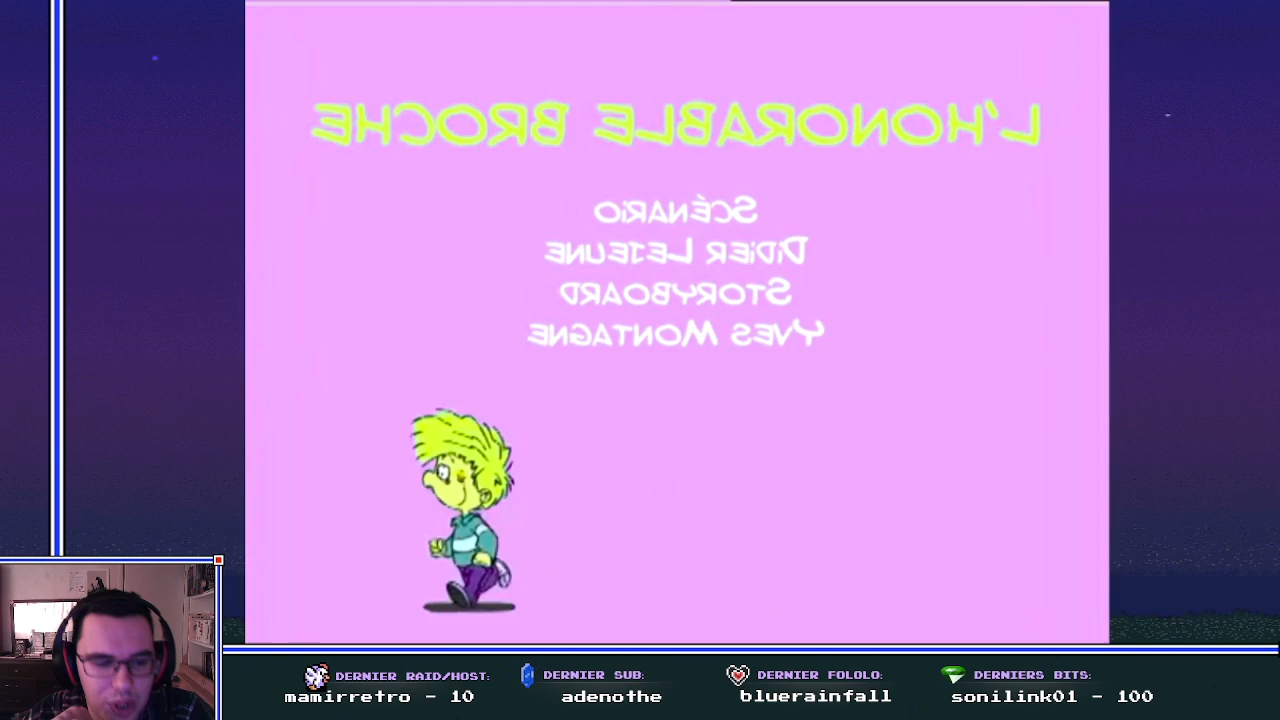 L'HONORABLE BROCHE
SCÉNARIO
DIDIER LEJEUNE
STORYBOARD
YVES MONTAGNE
DERNIER RAID/HOST:
mamirretro - 10
DERNIER SUB:
adenothe
DERNIER FOLOLO:
bluerainfall
DERNIERS BITS:
sonilink01 - 100